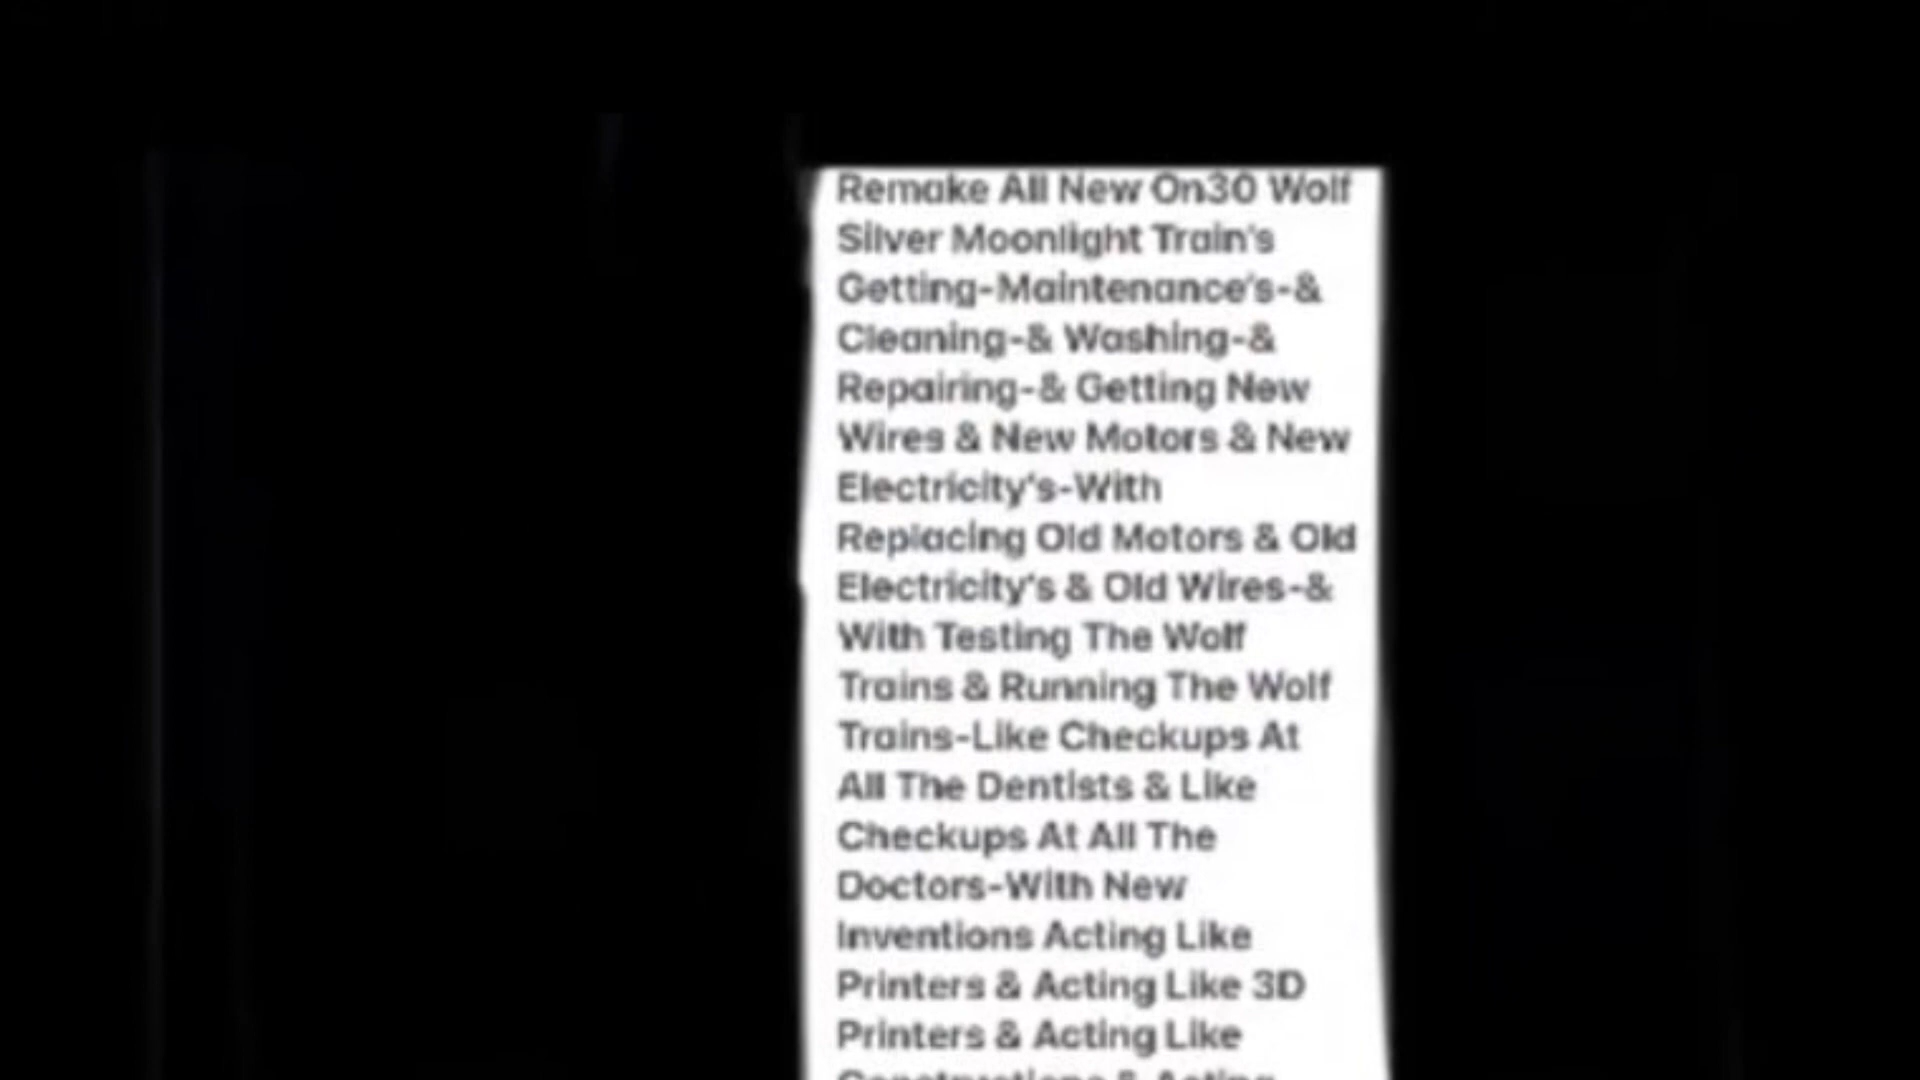 Remake All New On30 Wolf
Silver Moonlight Train's
Getting-Maintenance's-&
Cleaning-& Washing-&
Repairing-& Getting New
Wires & New Motors & New
Electricity's-With
Replacing Old Motors & Old
Electricity's & Old Wires-&
With Testing The Wolf
Trains & Running The Wolf
Trains-Like Checkups At
All The Dentists & Like
Checkups At All The
Doctors-With New
Inventions Acting Like
Printers & Acting Like 3D
Printers & Acting Like